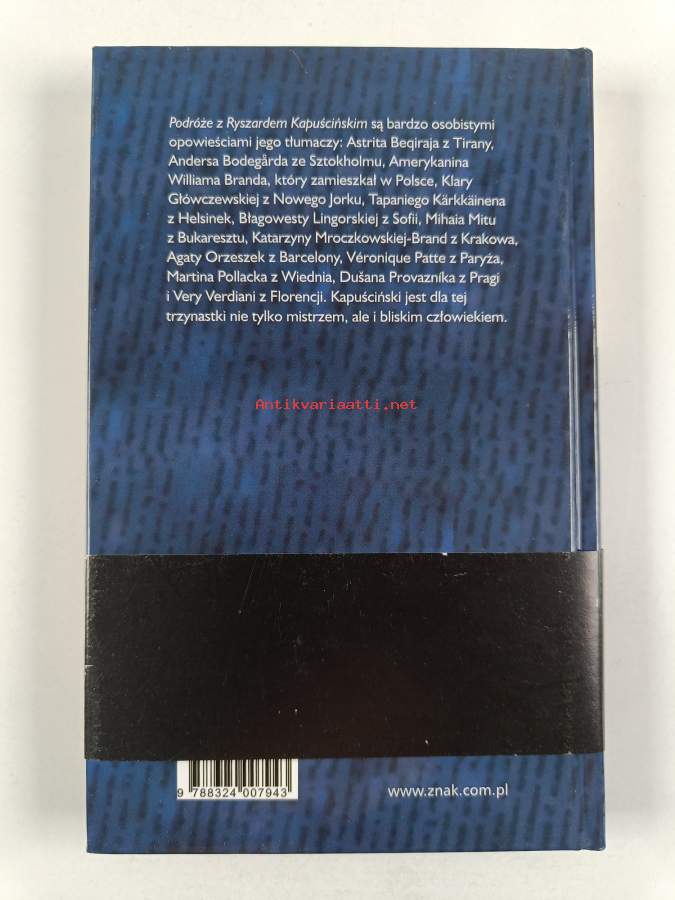 Podróże z Ryszardem Kapuścińskim są bardzo osobistymi
opowieściami jego tłumaczy: Astrita Beqiraja z Tirany,
Andersa Bodegårda ze Sztokholmu, Amerykanina
Williama Branda, który zamieszkał w Polsce, Klary
Główczewskiej z Nowego Jorku, Tapaniego Kärkkäinena
z Helsinek, Błagowesty Lingorskiej z Sofii, Mihaia Mitu
z Bukaresztu, Katarzyny Mroczkowskiej-Brand z Krakowa,
Agaty Orzeszek z Barcelony, Véronique Patte z Paryża,
Martina Pollacka z Wiednia, Dušana Provazníka z Pragi
i Very Verdiani z Florencji. Kapuściński jest dla tej
trzynastki nie tylko mistrzem, ale i bliskim człowiekiem.
Antikvariaatti.net
9 788324 007943
www.znak.com.pl